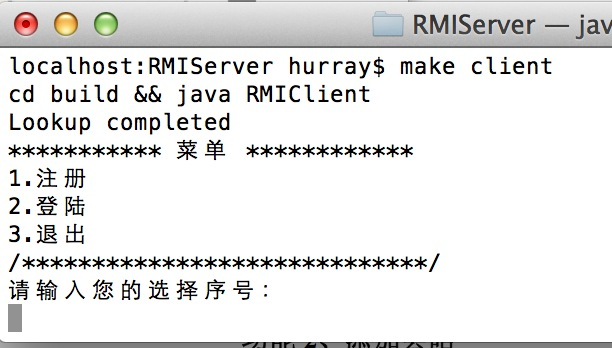 RMIServer — jav
localhost:RMIServer hurray$ make client
cd build && java RMIClient
Lookup completed
*********** 菜单 ************
1.注册
2.登陆
3.退出
/*****************************/
请输入您的选择序号：